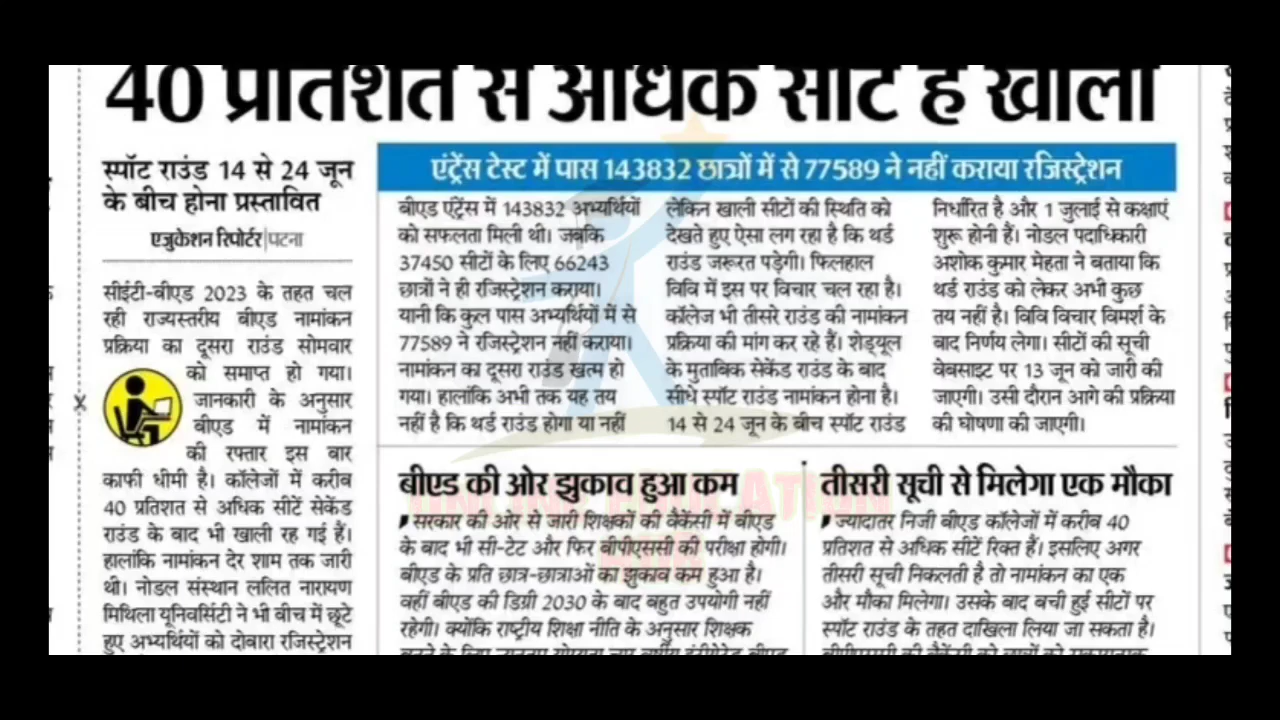 40 प्रतिशत से अधिक सीटें हैं खाली
स्पॉट राउंड 14 से 24 जून
के बीच होना प्रस्तावित
एजुकेशन रिपोर्टर|पटना
सीईटी-बीएड 2023 के तहत चल
रही राज्यस्तरीय बीएड नामांकन
प्रक्रिया का दूसरा राउंड सोमवार
को समाप्त हो गया।
जानकारी के अनुसार
बीएड में नामांकन
की रफ्तार इस बार
काफी धीमी है। कॉलेजों में करीब
40 प्रतिशत से अधिक सीटें सेकेंड
राउंड के बाद भी खाली रह गई हैं।
हालांकि नामांकन देर शाम तक जारी
थी। नोडल संस्थान ललित नारायण
मिथिला यूनिवर्सिटी ने भी बीच में छूटे
हुए अभ्यर्थियों को दोबारा रजिस्ट्रेशन
एंट्रेंस टेस्ट में पास 143832 छात्रों में से 77589 ने नहीं कराया रजिस्ट्रेशन
बीएड एंट्रेंस में 143832 अभ्यर्थियों
को सफलता मिली थी। जबकि
37450 सीटों के लिए 66243
छात्रों ने ही रजिस्ट्रेशन कराया।
यानी कि कुल पास अभ्यर्थियों में से
77589 ने रजिस्ट्रेशन नहीं कराया।
नामांकन का दूसरा राउंड खत्म हो
गया। हालांकि अभी तक यह तय
नहीं है कि थर्ड राउंड होगा या नहीं
लेकिन खाली सीटों की स्थिति को
देखते हुए ऐसा लग रहा है कि थर्ड
राउंड जरूरत पड़ेगी। फिलहाल
विवि में इस पर विचार चल रहा है।
कॉलेज भी तीसरे राउंड की नामांकन
प्रक्रिया की मांग कर रहे हैं। शेड्यूल
के मुताबिक सेकेंड राउंड के बाद
सीधे स्पॉट राउंड नामांकन होना है।
14 से 24 जून के बीच स्पॉट राउंड
निर्धारित है और 1 जुलाई से कक्षाएं
शुरू होनी हैं। नोडल पदाधिकारी
अशोक कुमार मेहता ने बताया कि
थर्ड राउंड को लेकर अभी कुछ
तय नहीं है। विवि विचार विमर्श के
बाद निर्णय लेगा। सीटों की सूची
वेबसाइट पर 13 जून को जारी की
जाएगी। उसी दौरान आगे की प्रक्रिया
की घोषणा की जाएगी।
बीएड की ओर झुकाव हुआ कम
सरकार की ओर से जारी शिक्षकों की वैकेंसी में बीएड
के बाद भी सी-टेट और फिर बीपीएससी की परीक्षा होगी।
बीएड के प्रति छात्र-छात्राओं का झुकाव कम हुआ है।
वहीं बीएड की डिग्री 2030 के बाद बहुत उपयोगी नहीं
रहेगी। क्योंकि राष्ट्रीय शिक्षा नीति के अनुसार शिक्षक
तीसरी सूची से मिलेगा एक मौका
ज्यादातर निजी बीएड कॉलेजों में करीब 40
प्रतिशत से अधिक सीटें रिक्त हैं। इसलिए अगर
तीसरी सूची निकलती है तो नामांकन का एक
और मौका मिलेगा। उसके बाद बची हुई सीटों पर
स्पॉट राउंड के तहत दाखिला लिया जा सकता है।